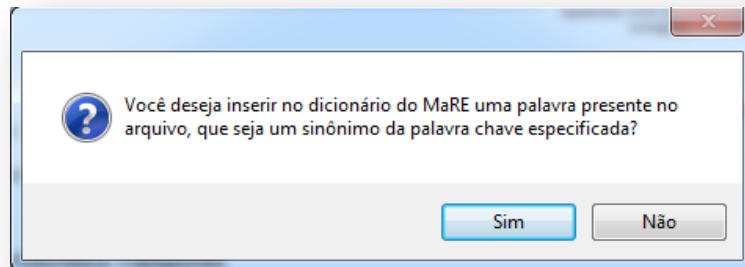 Você deseja inserir no dicionário do MaRE uma palavra presente no
arquivo, que seja um sinônimo da palavra chave especificada?
Sim Não